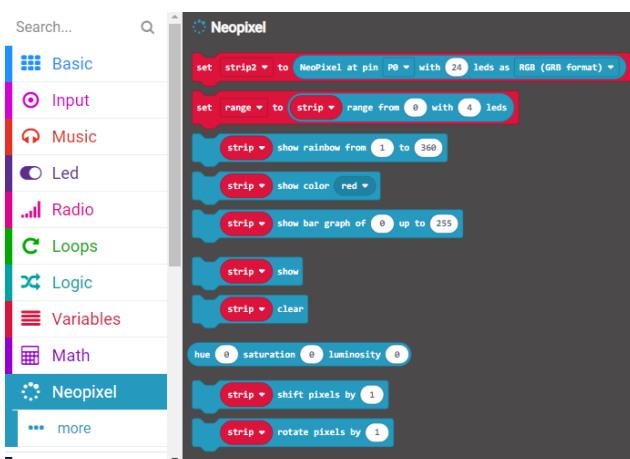 Search...
Basic
Input
Music
Led
Radio
Loops
Logic
Variables
Math
Neopixel
more
Neopixel
set strip2 to NeoPixel at pin P0 with 24 leds as RGB (GRB format)
set range to strip range from 0 with 4 leds
strip show rainbow from 1 to 360
strip show color red
strip show bar graph of 0 up to 255
strip show
strip clear
hue 0 saturation 0 luminosity 0
strip shift pixels by 1
strip rotate pixels by 1